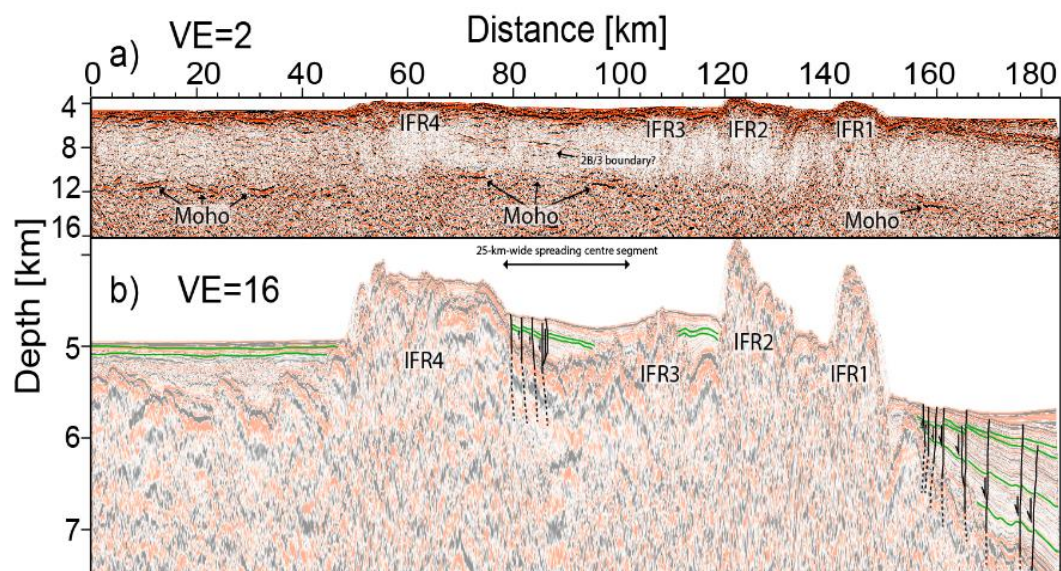 Distance [km]
a) VE=2
0 20 40 60 80 100 120 140 160 180
4
IFR4 IFR3 IFR2 IFR1
8
2B/3 boundary?
12
Moho Moho Moho
16
Depth [km]
25-km-wide spreading centre segment
b) VE=16
5
IFR4 IFR3 IFR2 IFR1
6
7